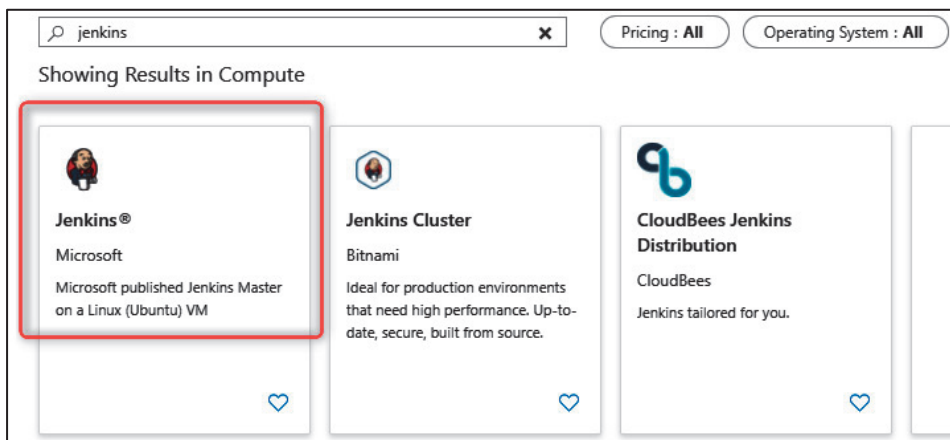 jenkins
Pricing : All
Operating System : All
Showing Results in Compute
Jenkins®
Microsoft
Microsoft published Jenkins Master
on a Linux (Ubuntu) VM
Jenkins Cluster
Bitnami
Ideal for production environments
that need high performance. Up-to-
date, secure, built from source.
CloudBees Jenkins
Distribution
CloudBees
Jenkins tailored for you.